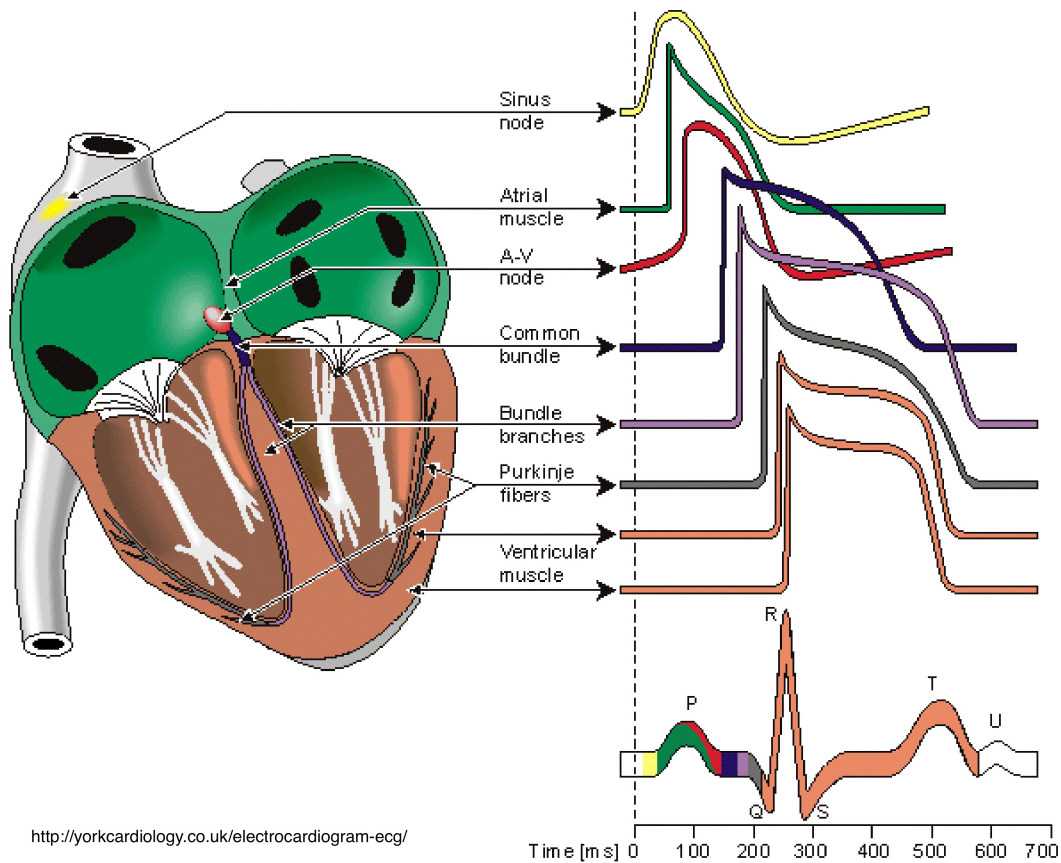 Sinus
node
Atrial
muscle
A-V
node
Common
bundle
Bundle
branches
Purkinje
fibers
Ventricular
muscle
R
P
T
U
Q
S
http://yorkcardiology.co.uk/electrocardiogram-ecg/
Time [ms] 0 100 200 300 400 500 600 700